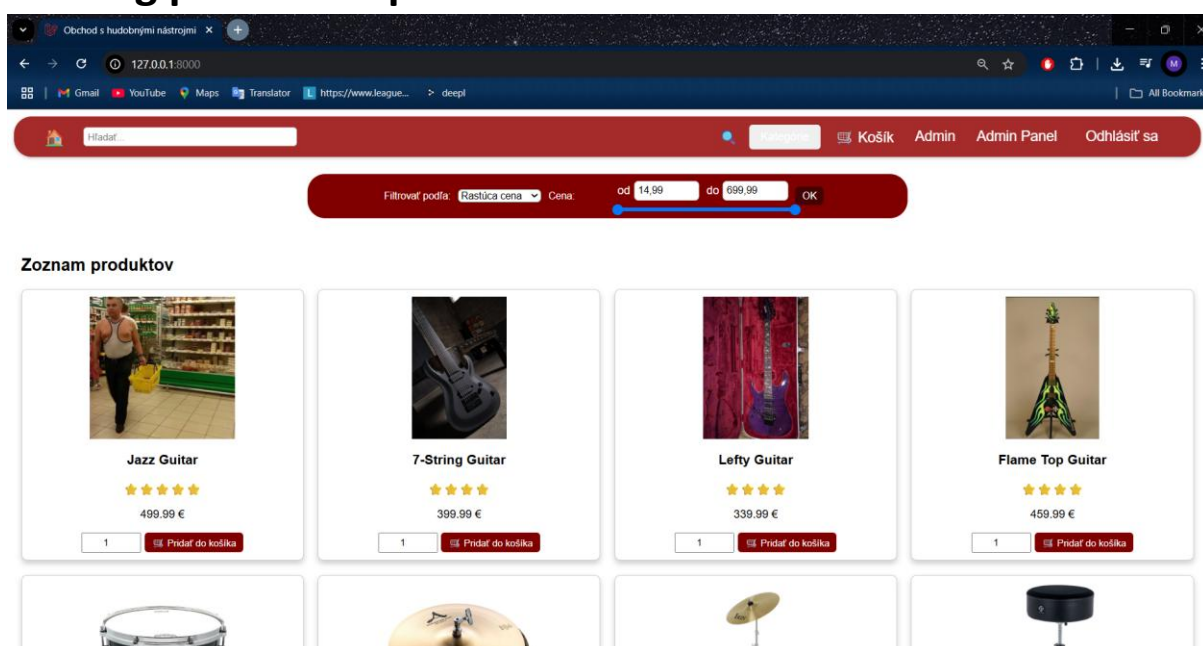 Obchod s hudobnými nástrojmi
127.0.0.1:8000
M
Gmail YouTube Maps Translator L https://www.league... deepl All Bookmark
Hľadať... Kategórie Košík Admin Admin Panel Odhlásiť sa
Filtrovať podľa: Rastúca cena Cena: od 14,99 do 699,99 OK
Zoznam produktov
Jazz Guitar 7-String Guitar Lefty Guitar Flame Top Guitar
499.99 € 399.99 € 339.99 € 459.99 €
1 Pridať do košíka 1 Pridať do košíka 1 Pridať do košíka 1 Pridať do košíka